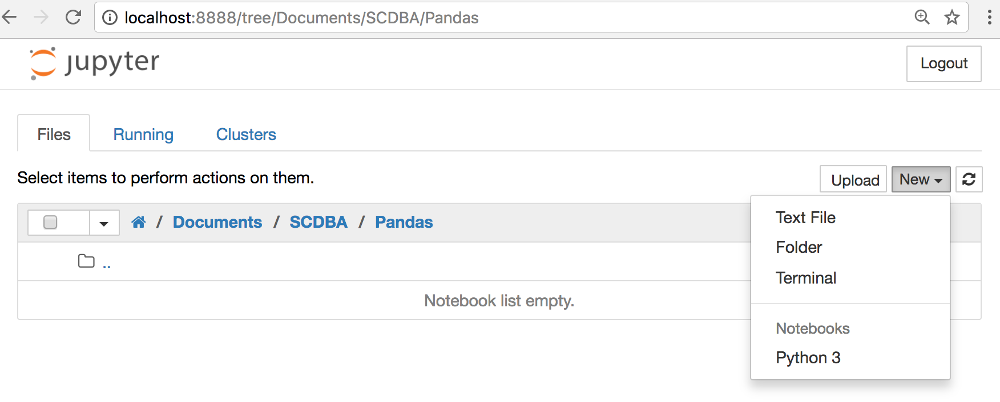 localhost:8888/tree/Documents/SCDBA/Pandas
jupyter
Logout
Files Running Clusters
Select items to perform actions on them.
Upload New
/ Documents / SCDBA / Pandas
..
Notebook list empty.
Text File
Folder
Terminal
Notebooks
Python 3